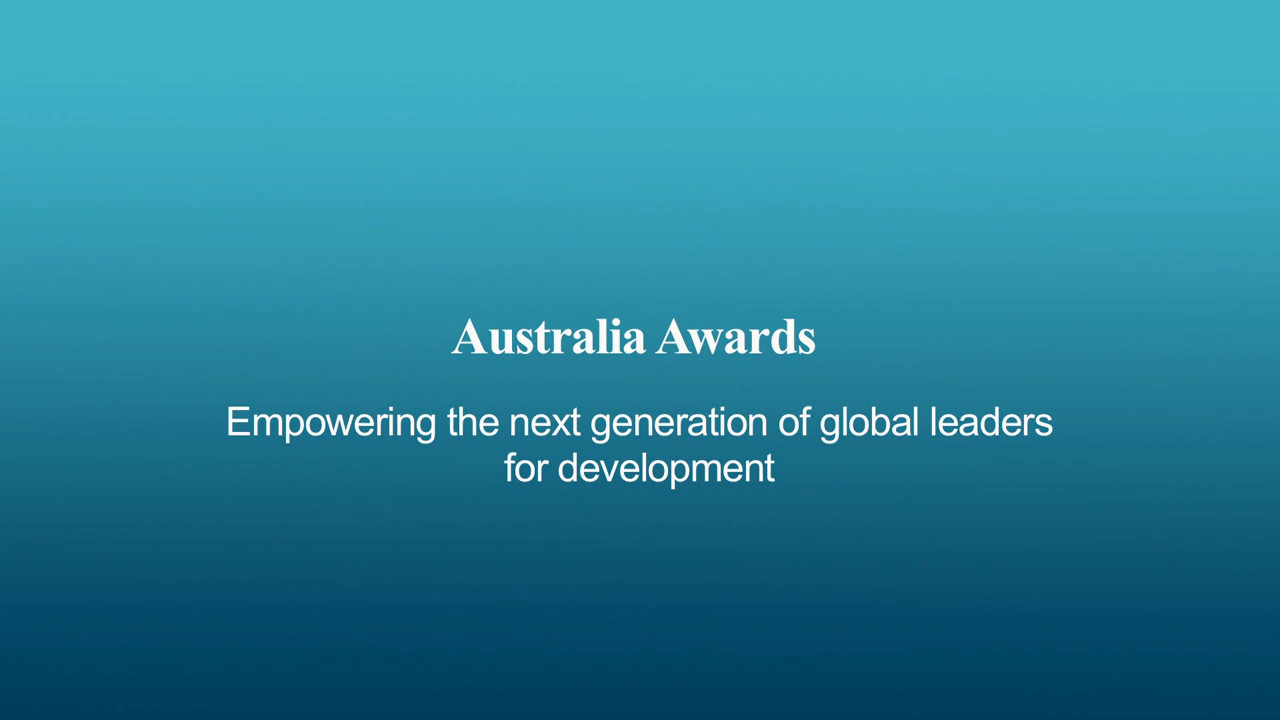 Australia Awards
Empowering the next generation of global leaders
for development